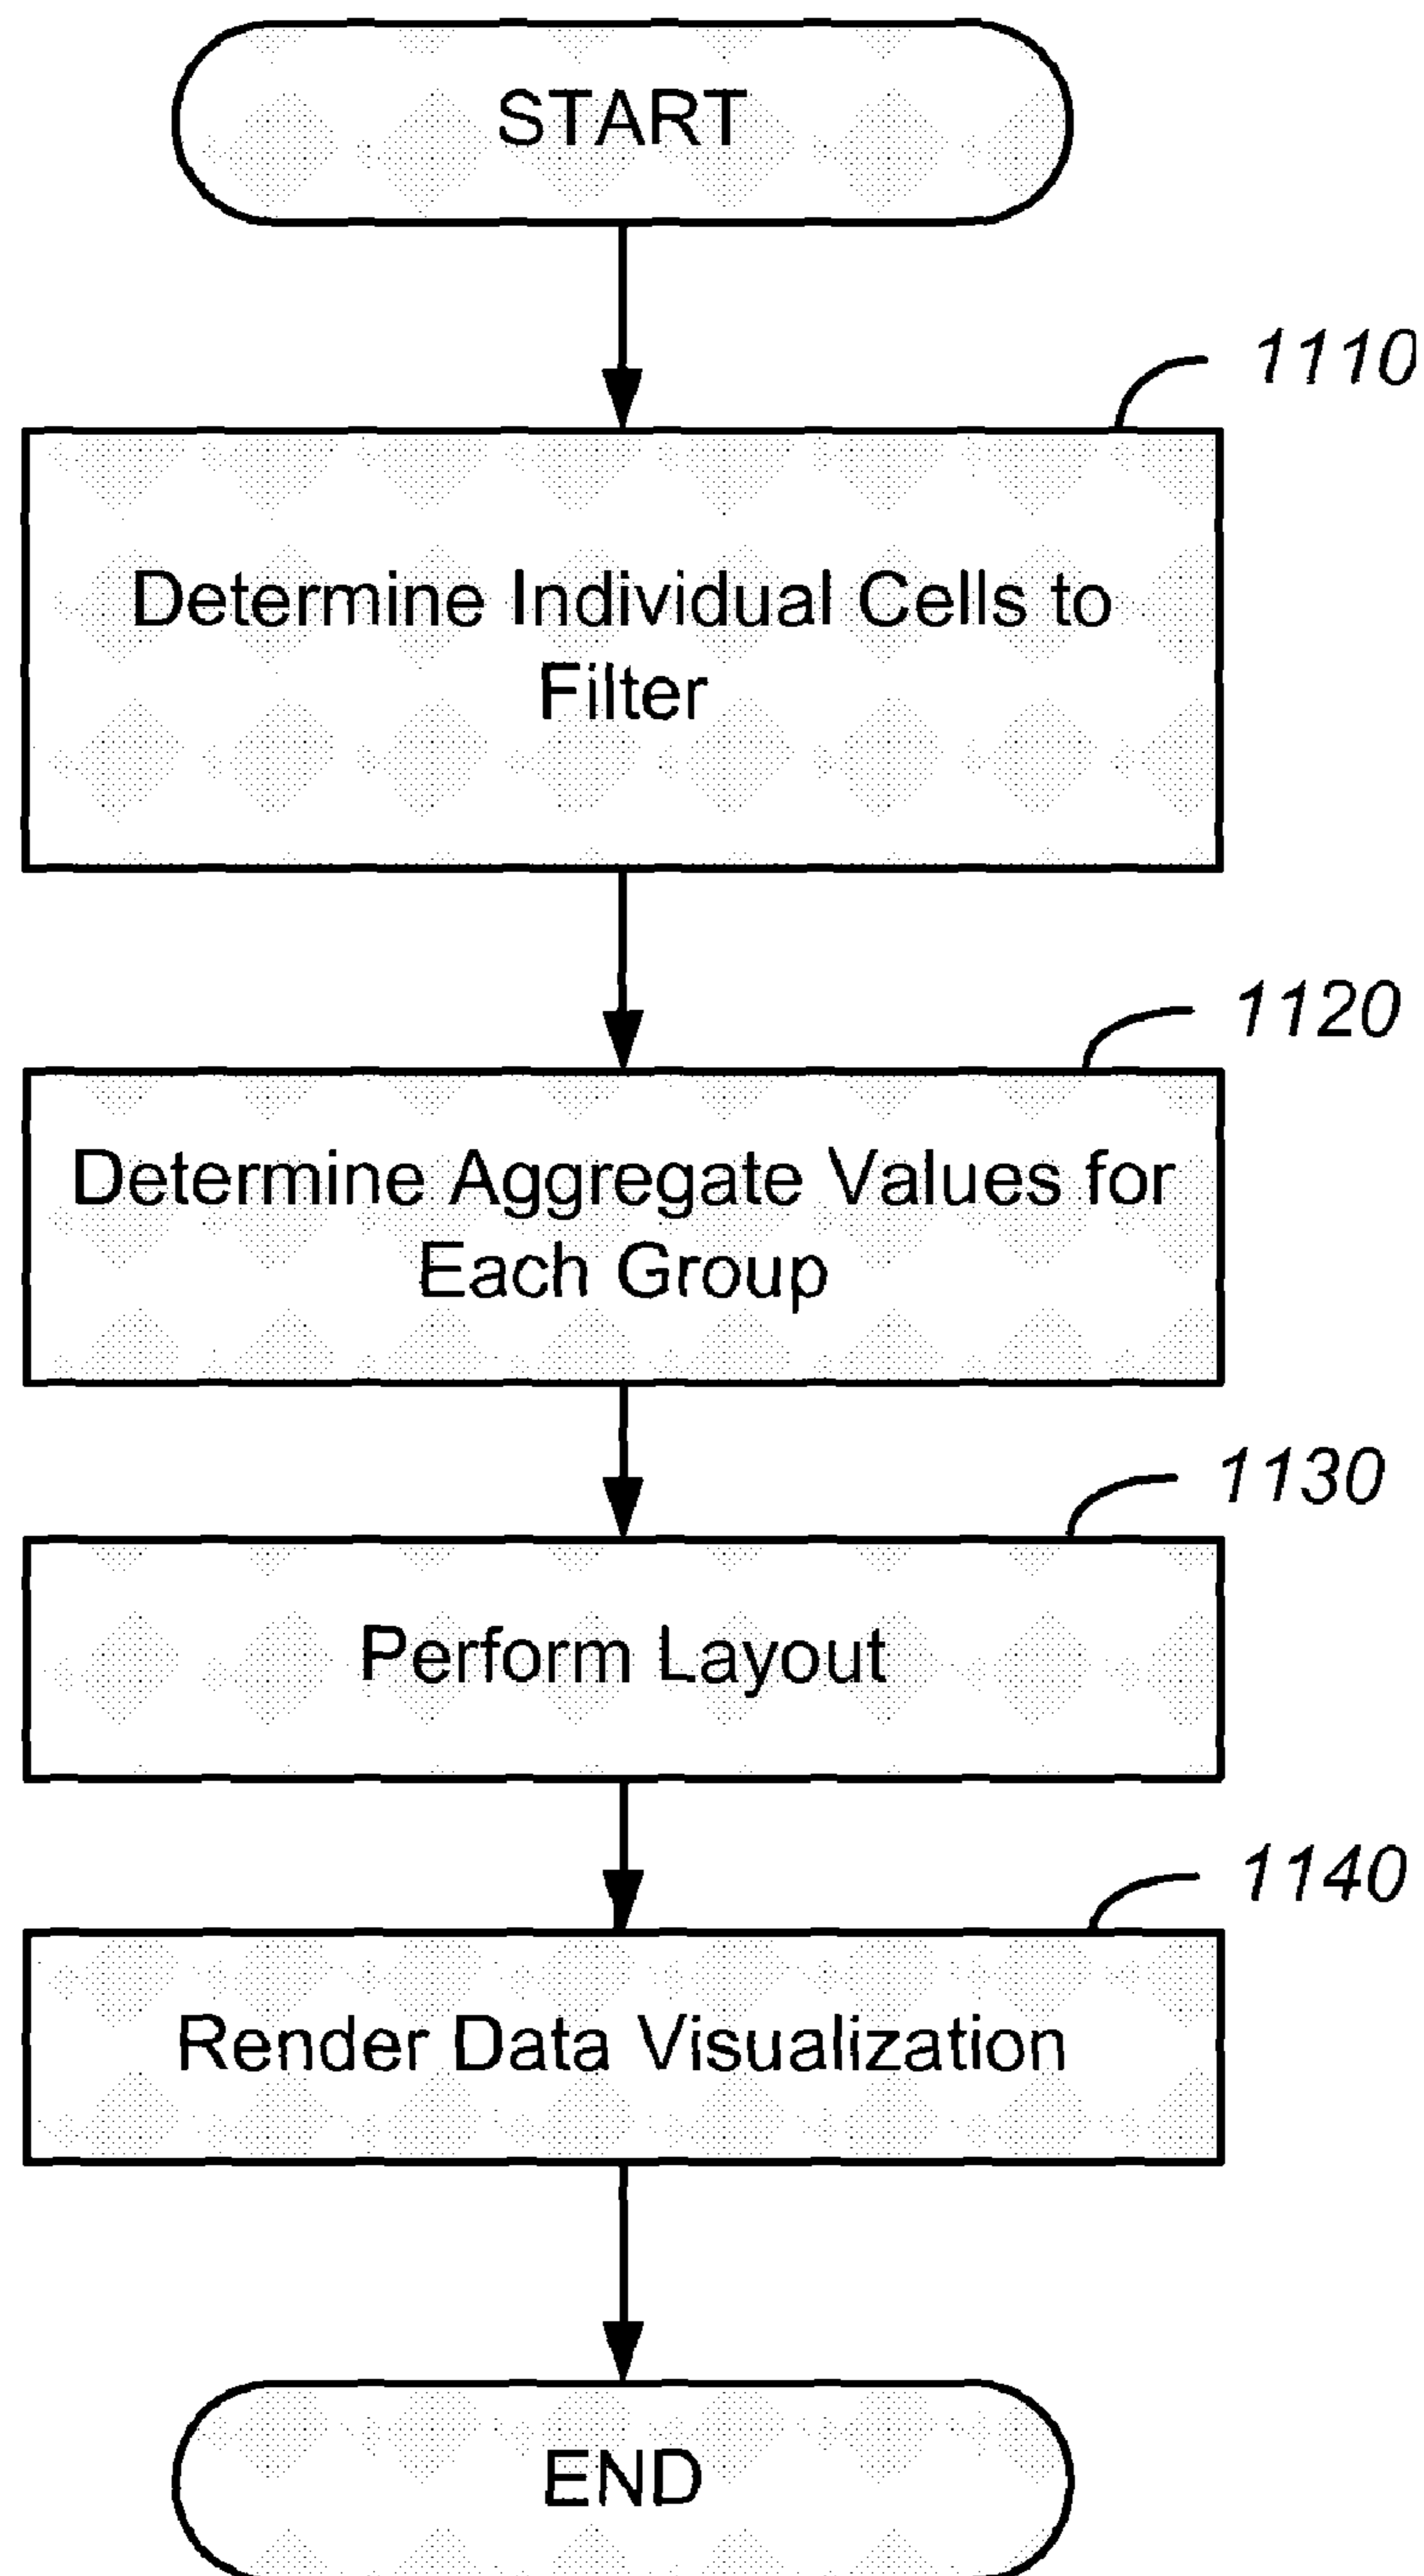 START
1110
Determine Individual Cells to
Filter
1120
Determine Aggregate Values for
Each Group
1130
Perform Layout
1140
Render Data Visualization
END